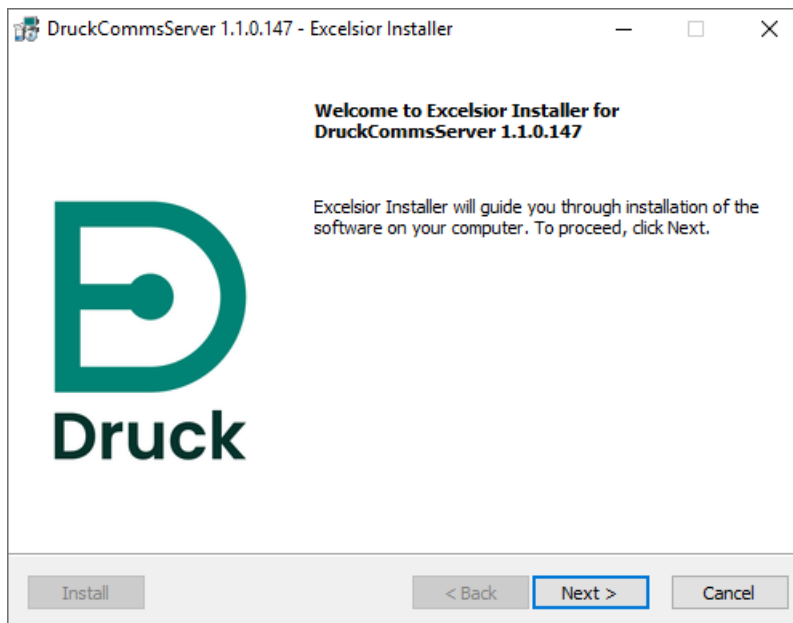 DruckCommsServer 1.1.0.147 - Excelsior Installer
Welcome to Excelsior Installer for
DruckCommsServer 1.1.0.147
Excelsior Installer will guide you through installation of the
software on your computer. To proceed, click Next.
Druck
Install
< Back
Next >
Cancel